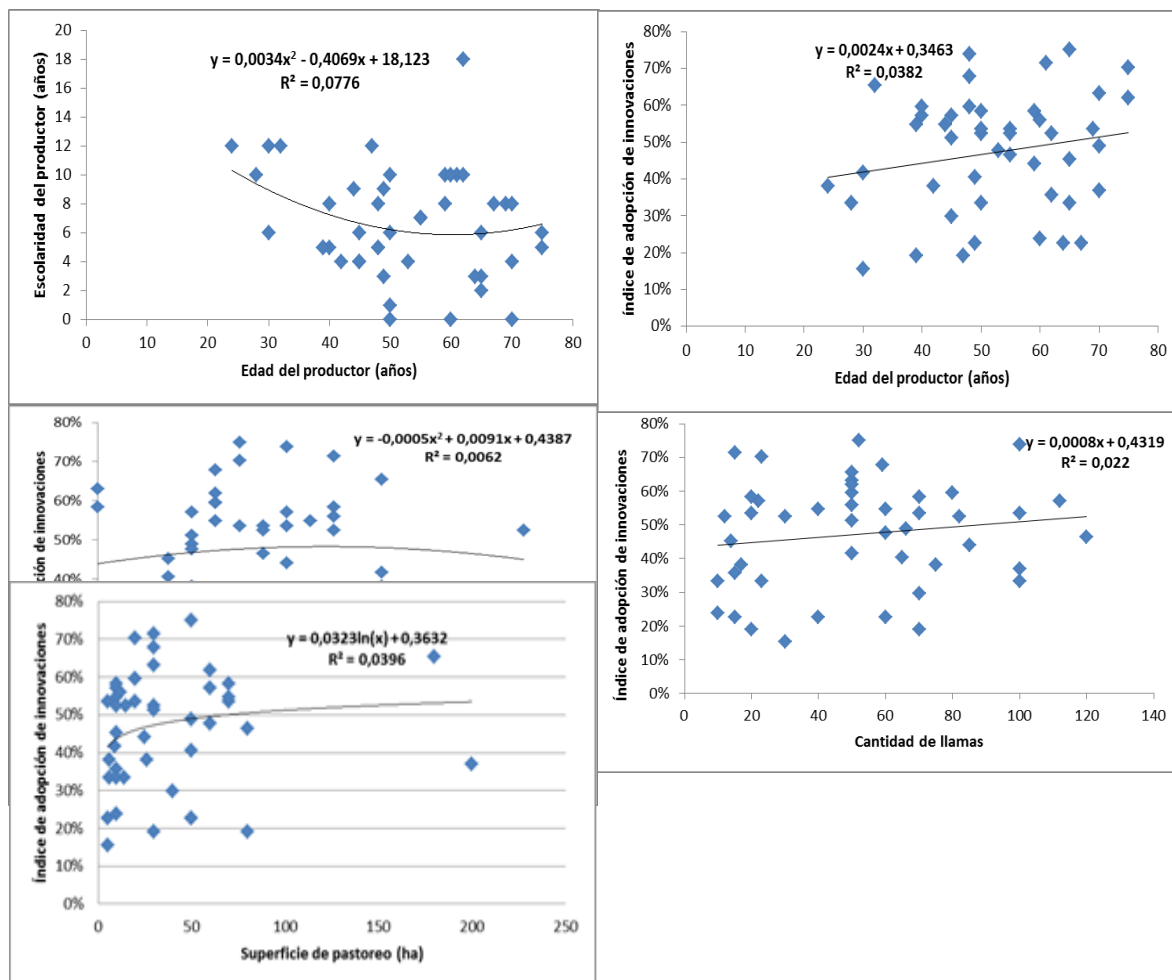 y = 0,0034x² - 0,4069x + 18,123
R² = 0,0776
Escolaridad del productor (años)
20
18
16
14
12
10
8
6
4
2
0
0 10 20 30 40 50 60 70 80
Edad del productor (años)
y = 0,0024x + 0,3463
R² = 0,0382
Índice de adopción de innovaciones
80%
70%
60%
50%
40%
30%
20%
10%
0%
0 10 20 30 40 50 60 70 80
Edad del productor (años)
y = -0,0005x² + 0,0091x + 0,4387
R² = 0,0062
ción de innovaciones
80%
70%
60%
50%
40%
y = 0,0008x + 0,4319
R² = 0,022
Índice de adopción de innovaciones
80%
70%
60%
50%
40%
30%
20%
10%
0%
0 20 40 60 80 100 120 140
Cantidad de llamas
y = 0,0323ln(x) + 0,3632
R² = 0,0396
Índice de adopción de innovaciones
80%
70%
60%
50%
40%
30%
20%
10%
0%
0 50 100 150 200 250
Superficie de pastoreo (ha)